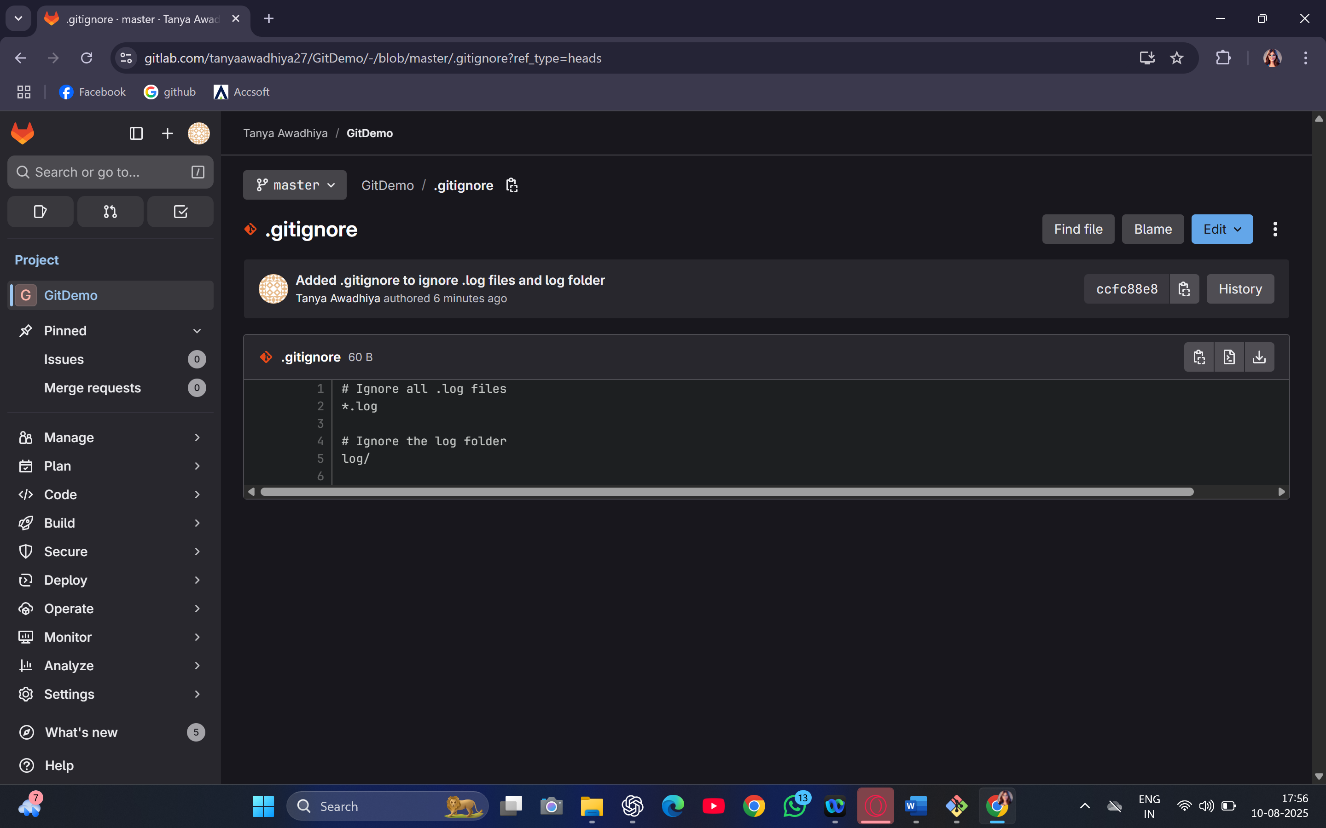 .gitignore · master · Tanya Awad
gitlab.com/tanyaawadhiya27/GitDemo/-/blob/master/.gitignore?ref_type=heads
Facebook
github
Accsoft
Tanya Awadhiya / GitDemo
Search or go to... /
master
GitDemo / .gitignore
.gitignore
Find file
Blame
Edit
Project
G GitDemo
Added .gitignore to ignore .log files and log folder
Tanya Awadhiya authored 6 minutes ago
ccfc88e8
History
Pinned
Issues 0
Merge requests 0
.gitignore 60 B
1 # Ignore all .log files
2 *.log
3
4 # Ignore the log folder
5 log/
6
Manage
Plan
Code
Build
Secure
Deploy
Operate
Monitor
Analyze
Settings
What's new 5
Help
7
Search
13
ENG
IN
17:56
10-08-2025